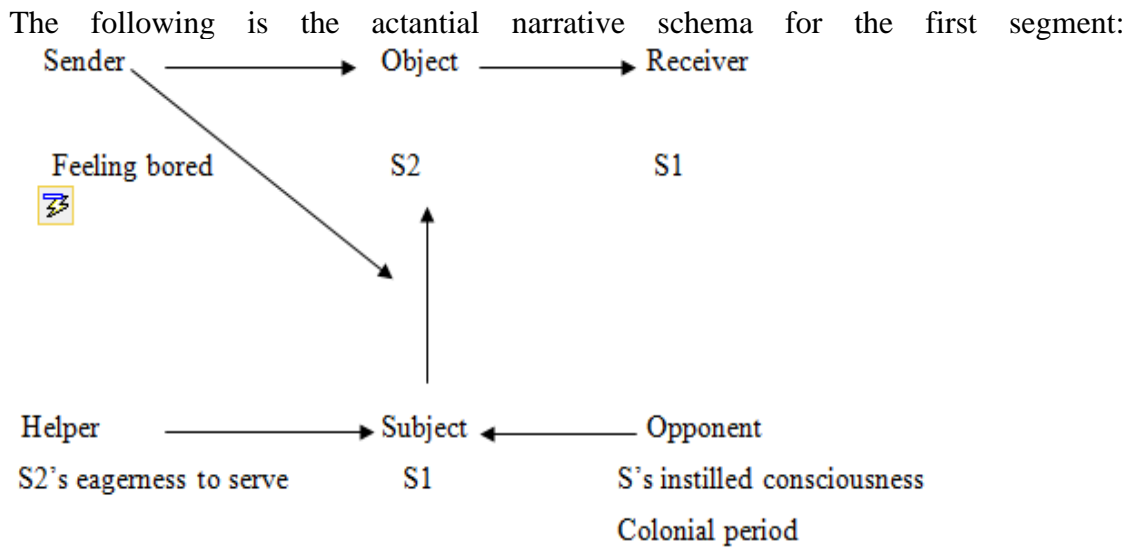 The following is the actantial narrative schema for the first segment:
Sender Object Receiver
Feeling bored S2 S1
Helper Subject Opponent
S2's eagerness to serve S1 S's instilled consciousness
Colonial period